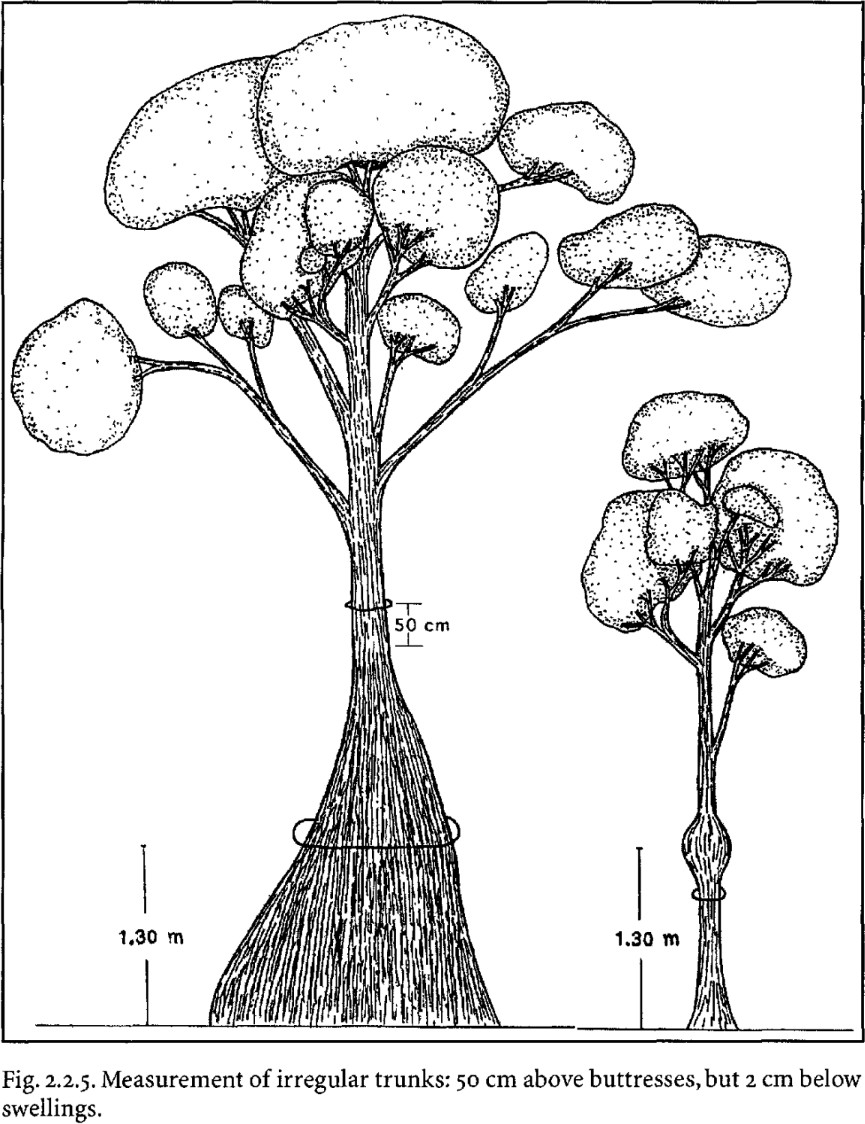 50 cm
1.30 m
1.30 m
Fig. 2.2.5. Measurement of irregular trunks: 50 cm above buttresses, but 2 cm below
swellings.